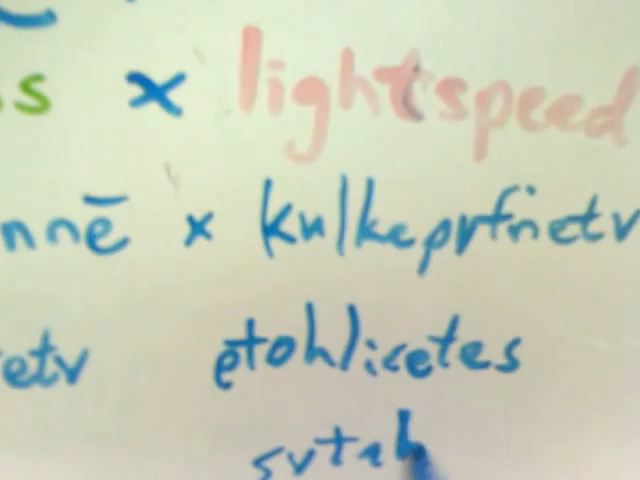 s x lightspeed
nnē x kulkeprfnetv
etv etohlicetes
svtah